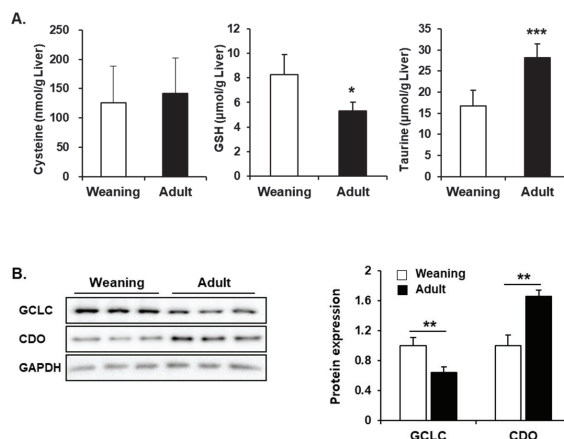 A.
Cysteine (nmol/g Liver)
250
200
150
100
50
0
Weaning Adult
GSH (μmol/g Liver)
12
10
8
6
4
2
0
*
Weaning Adult
Taurine (μmol/g Liver)
35
30
25
20
15
10
5
0
***
Weaning Adult
B.
Weaning Adult
GCLC
CDO
GAPDH
Protein expression
2
1.6
1.2
0.8
0.4
0
Weaning
Adult
**
**
GCLC CDO